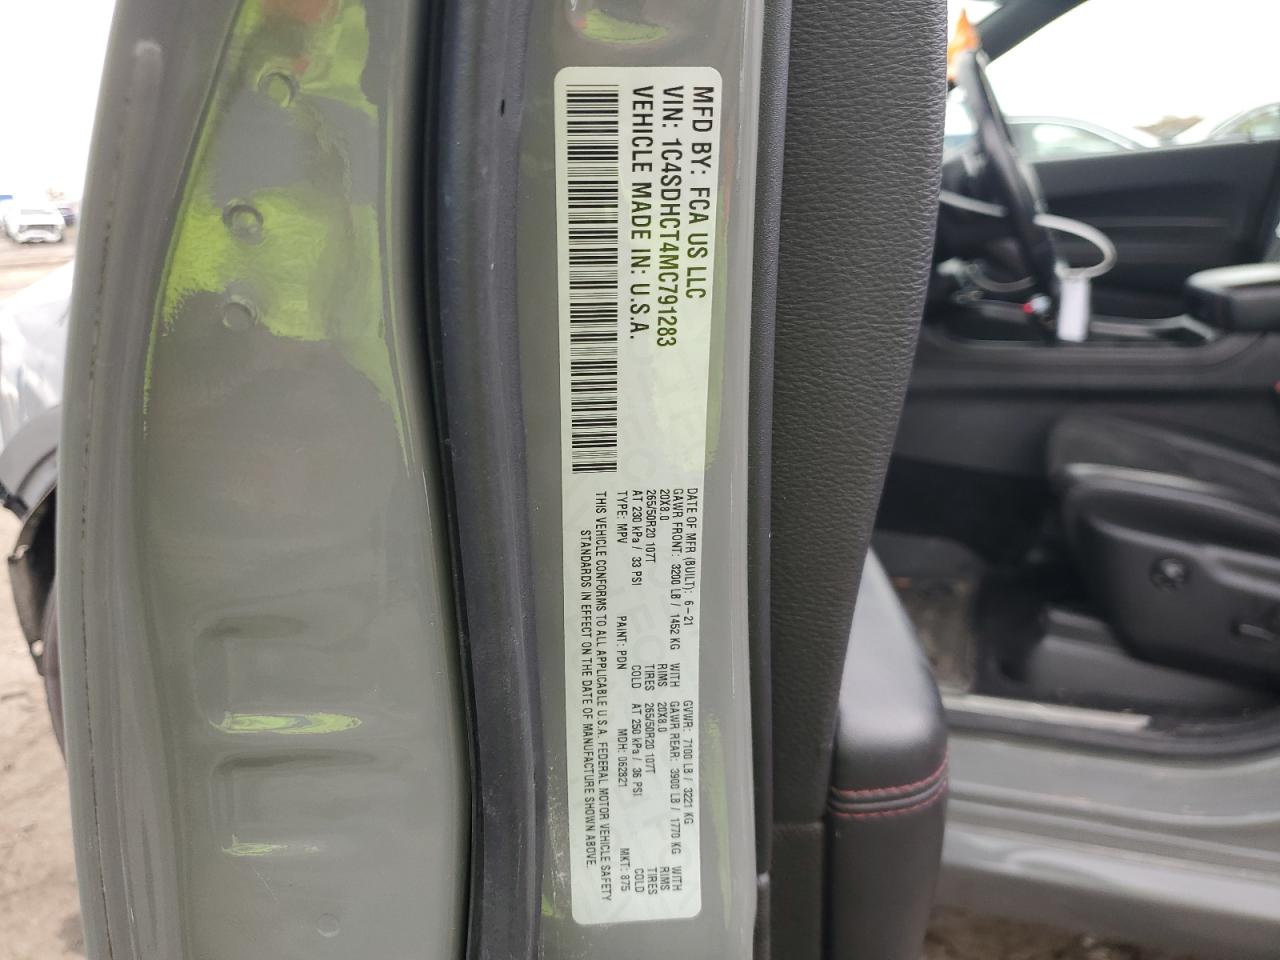 MFD BY: FCA US LLC
VIN: 1C4SDHCT4MC791283
VEHICLE MADE IN: U.S.A.
DATE OF MFR (BUILT): 6-21 GVWR: 7100 LB / 3221 KG
GAWR FRONT: 3200 LB / 1452 KG WITH GAWR REAR: 3900 LB / 1770 KG WITH
20X8.0 RIMS 20X8.0 RIMS
265/50R20 107T TIRES 265/50R20 107T TIRES
AT 230 kPa / 33 PSI COLD AT 250 kPa / 36 PSI COLD
TYPE: MPV PAINT: PDN MDH: 062821 MKT: 875
THIS VEHICLE CONFORMS TO ALL APPLICABLE U.S.A. FEDERAL MOTOR VEHICLE SAFETY
STANDARDS IN EFFECT ON THE DATE OF MANUFACTURE SHOWN ABOVE.